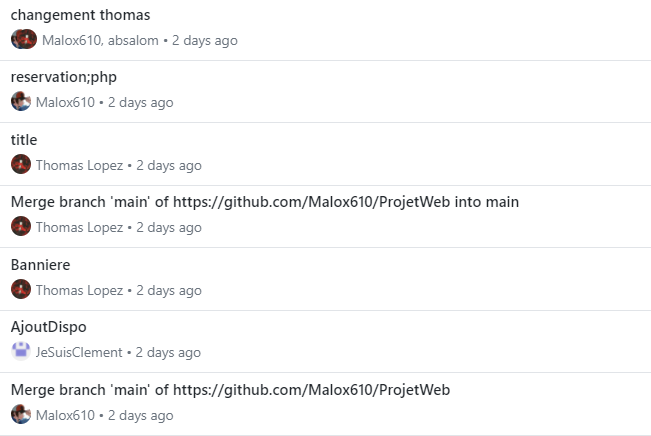 changement thomas
Malox610, absalom • 2 days ago
reservation;php
Malox610 • 2 days ago
title
Thomas Lopez • 2 days ago
Merge branch 'main' of https://github.com/Malox610/ProjetWeb into main
Thomas Lopez • 2 days ago
Banniere
Thomas Lopez • 2 days ago
AjoutDispo
JeSuisClement • 2 days ago
Merge branch 'main' of https://github.com/Malox610/ProjetWeb
Malox610 • 2 days ago